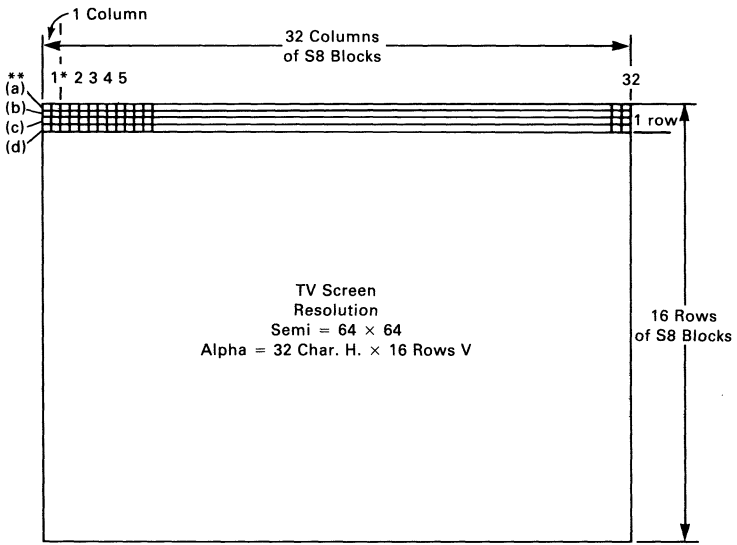 1 Column
32 Columns
of S8 Blocks
** 1* 2 3 4 5 32
(a)
(b)
(c)
(d)
1 row
TV Screen
Resolution
Semi = 64 × 64
Alpha = 32 Char. H. × 16 Rows V
16 Rows
of S8 Blocks